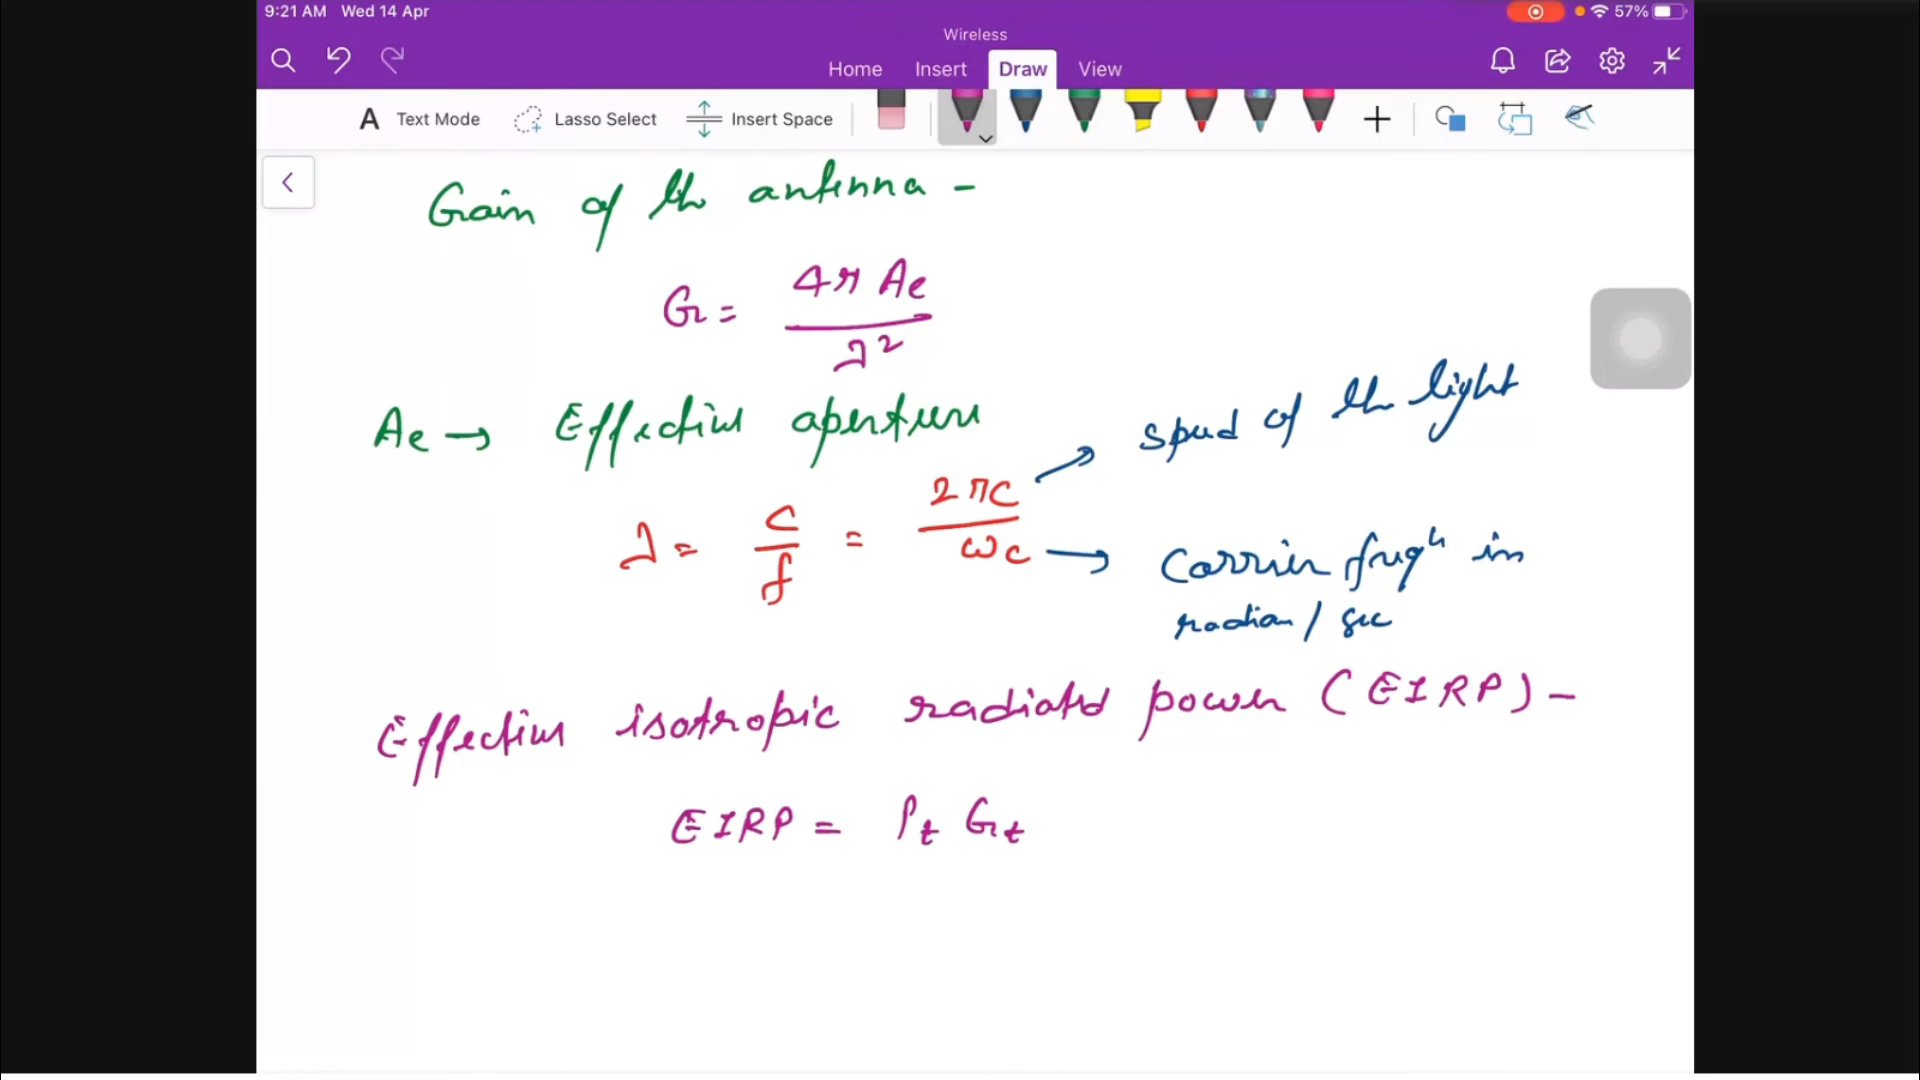 9:21 AM Wed 14 Apr
57%
Wireless
Home Insert Draw View
A Text Mode Lasso Select Insert Space
Gain of the antenna -
G = 4π Ae / λ²
Ae → Effective aperture
speed of the light
λ = c / f = 2πc / ωc
→ Carrier freqⁿ in
radian / sec
Effective isotropic radiated power (EIRP) -
EIRP = Pt Gt